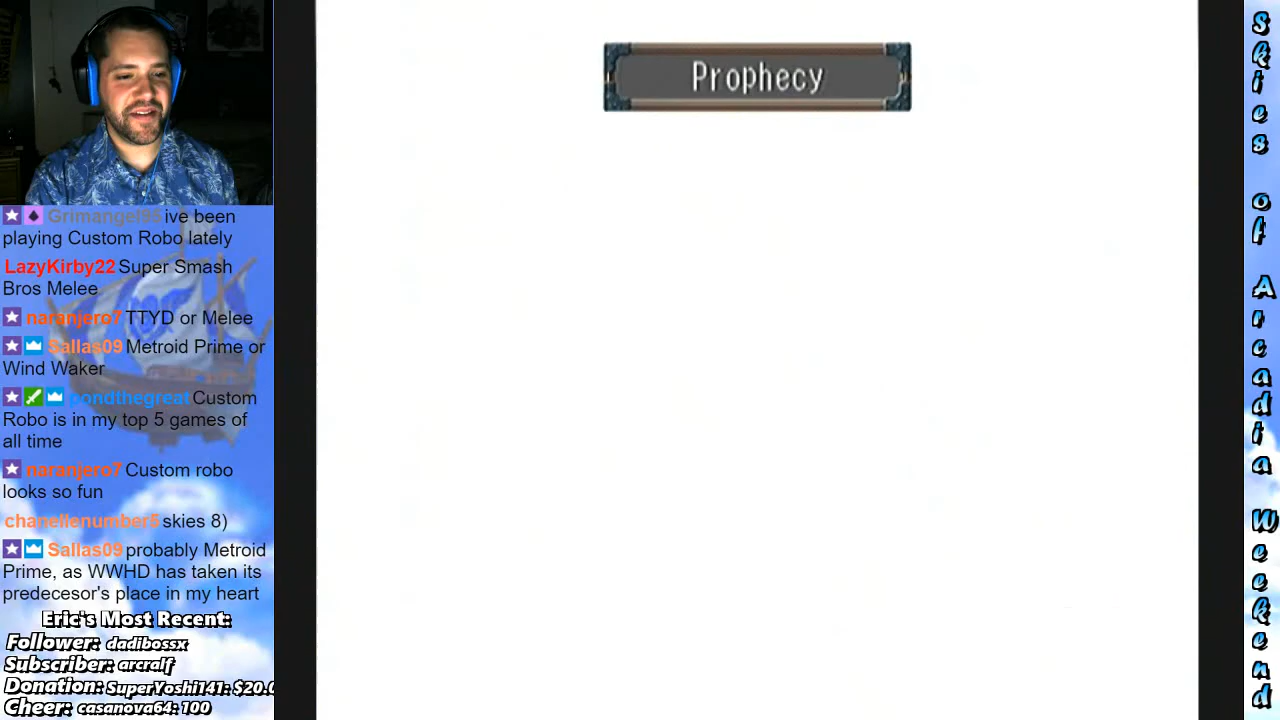 Prophecy
Grimangel95 ive been
playing Custom Robo lately
LazyKirby22 Super Smash
Bros Melee
naranjero7 TTYD or Melee
Sallas09 Metroid Prime or
Wind Waker
pondthegreat Custom
Robo is in my top 5 games of
all time
naranjero7 Custom robo
looks so fun
chanellenumber5 skies 8)
Sallas09 probably Metroid
Prime, as WWHD has taken its
predecesor's place in my heart
Eric's Most Recent:
Follower: dadibossx
Subscriber: arcralf
Donation: SuperYoshi141: $20.0
Cheer: casanova64: 100
Skies of Arcadia Weekend